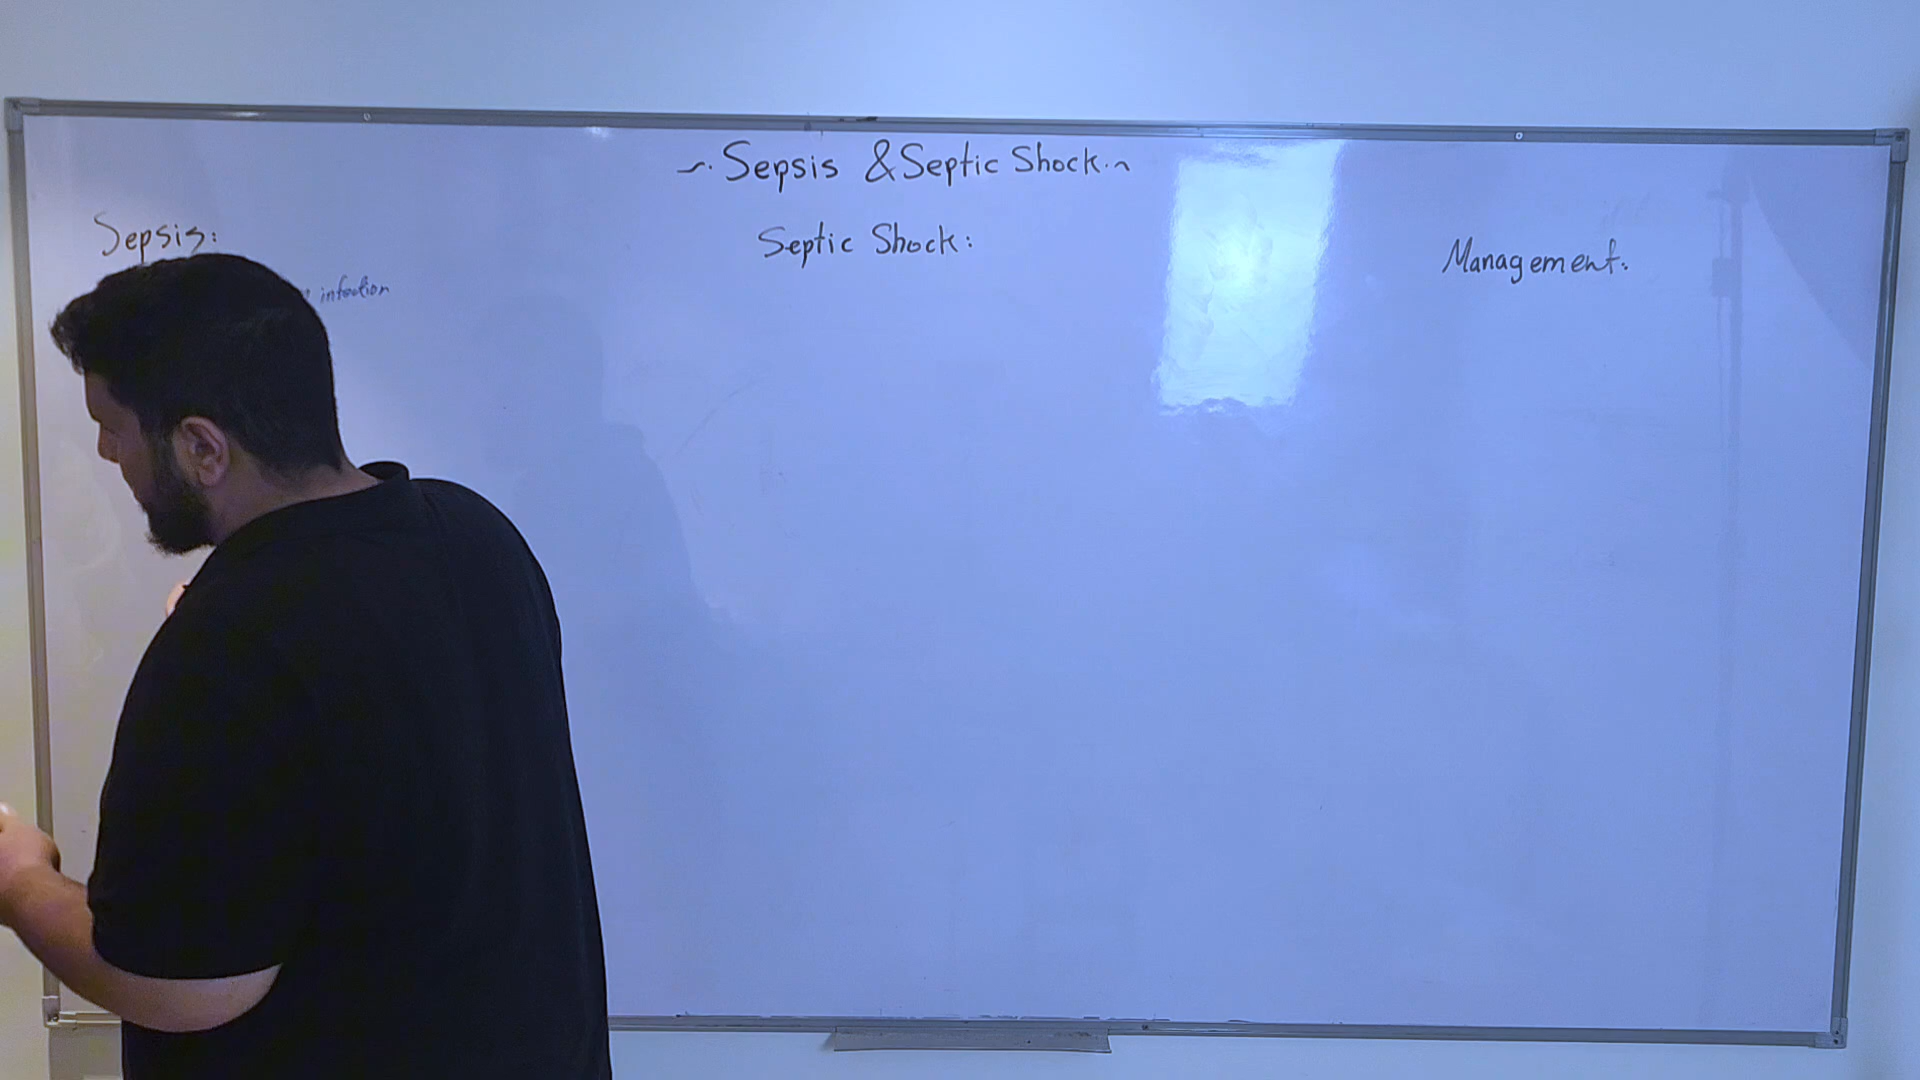 ~. Sepsis & Septic Shock. ~
Sepsis:
infection
Septic Shock:
Management: